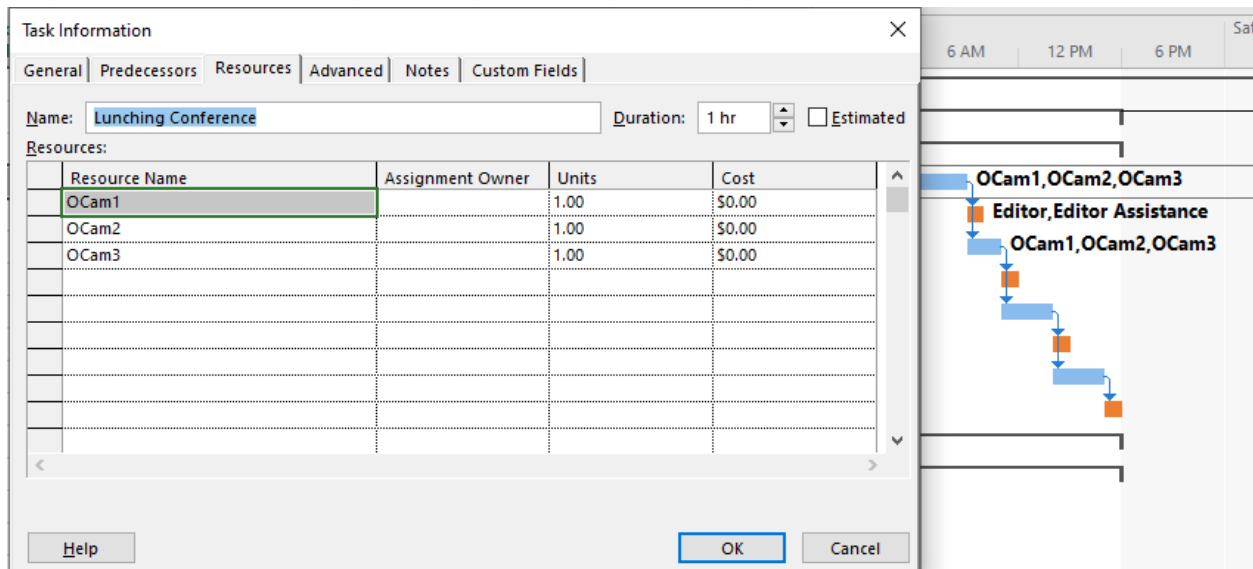 Task Information
General Predecessors Resources Advanced Notes Custom Fields
Name: Lunching Conference Duration: 1 hr Estimated
Resources:
Resource Name Assignment Owner Units Cost
OCam1 1.00 $0.00
OCam2 1.00 $0.00
OCam3 1.00 $0.00
Help OK Cancel
Sat
6 AM 12 PM 6 PM
OCam1,OCam2,OCam3
Editor,Editor Assistance
OCam1,OCam2,OCam3